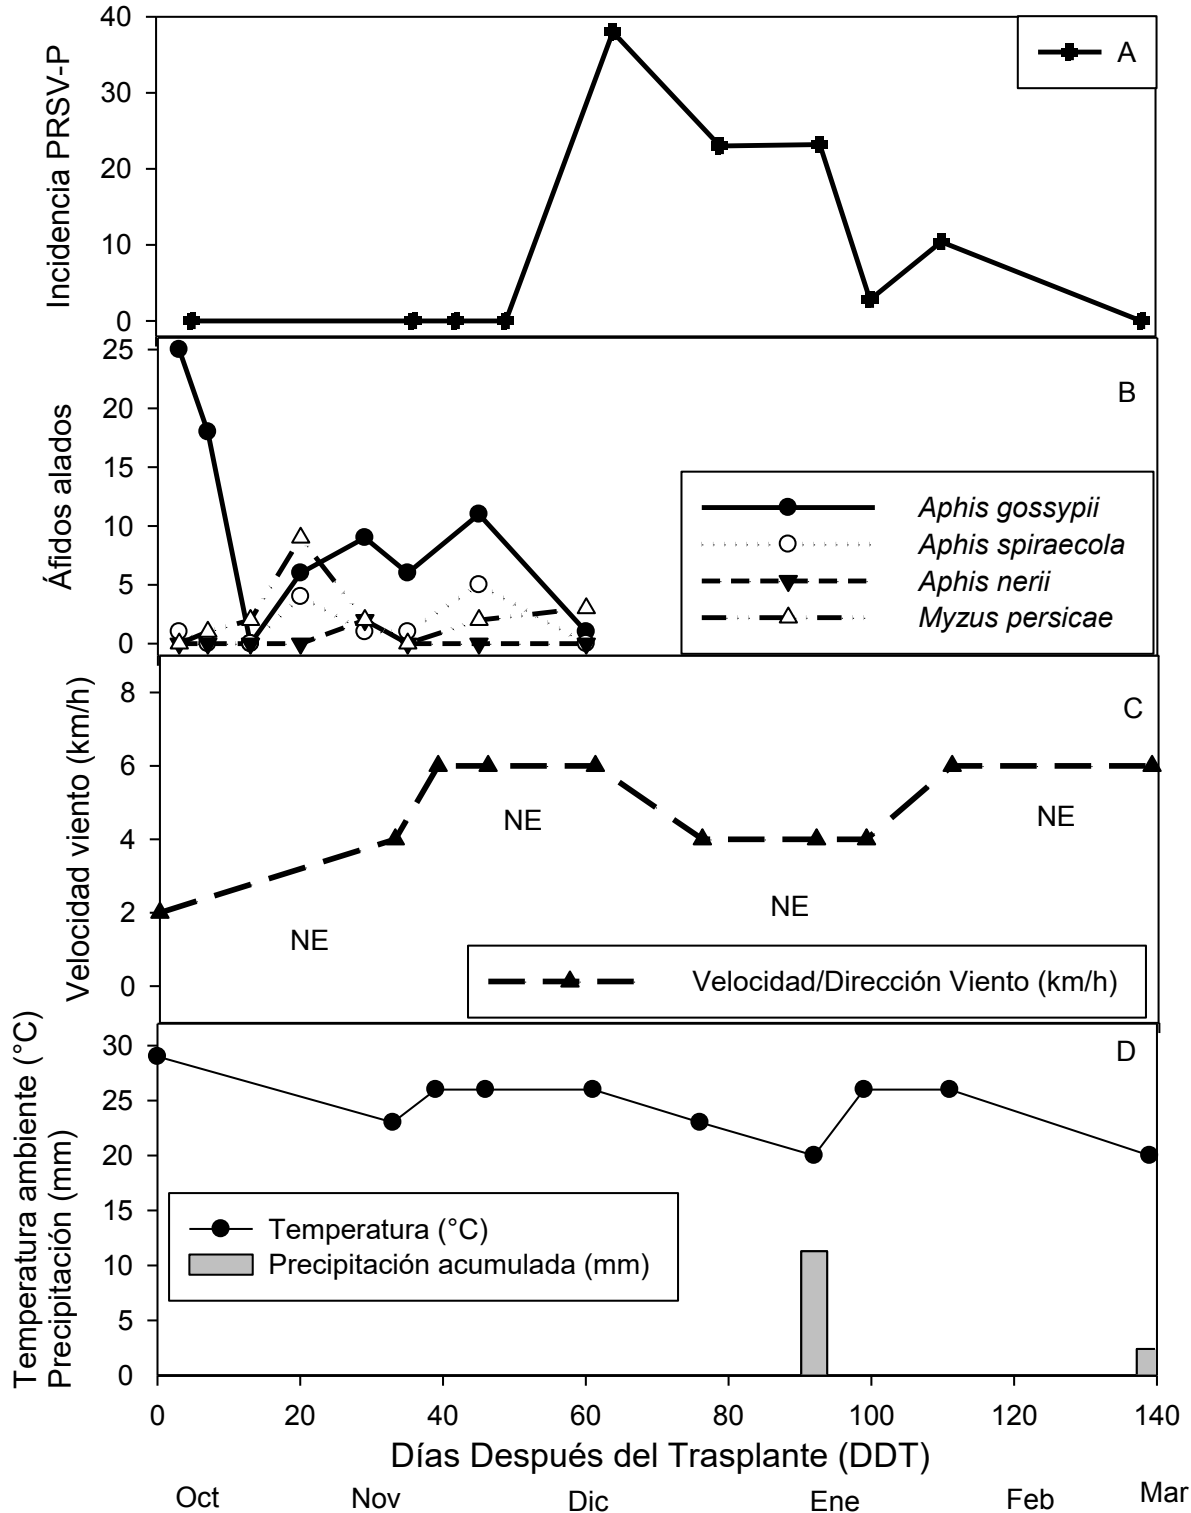 Incidencia PRSV-P
40
30
20
10
0
A
Áfidos alados
25
20
15
10
5
0
B
Aphis gossypii
Aphis spiraecola
Aphis nerii
Myzus persicae
Velocidad viento (km/h)
8
6
4
2
0
C
NE
NE
NE
NE
Velocidad/Dirección Viento (km/h)
Temperatura ambiente (°C)
Precipitación (mm)
30
25
20
15
10
5
0
D
Temperatura (°C)
Precipitación acumulada (mm)
0 20 40 60 80 100 120 140
Días Después del Trasplante (DDT)
Oct Nov Dic Ene Feb Mar